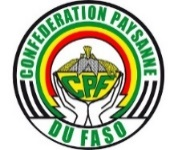 CONFEDERATION PAYSANNE
CPF
DU FASO